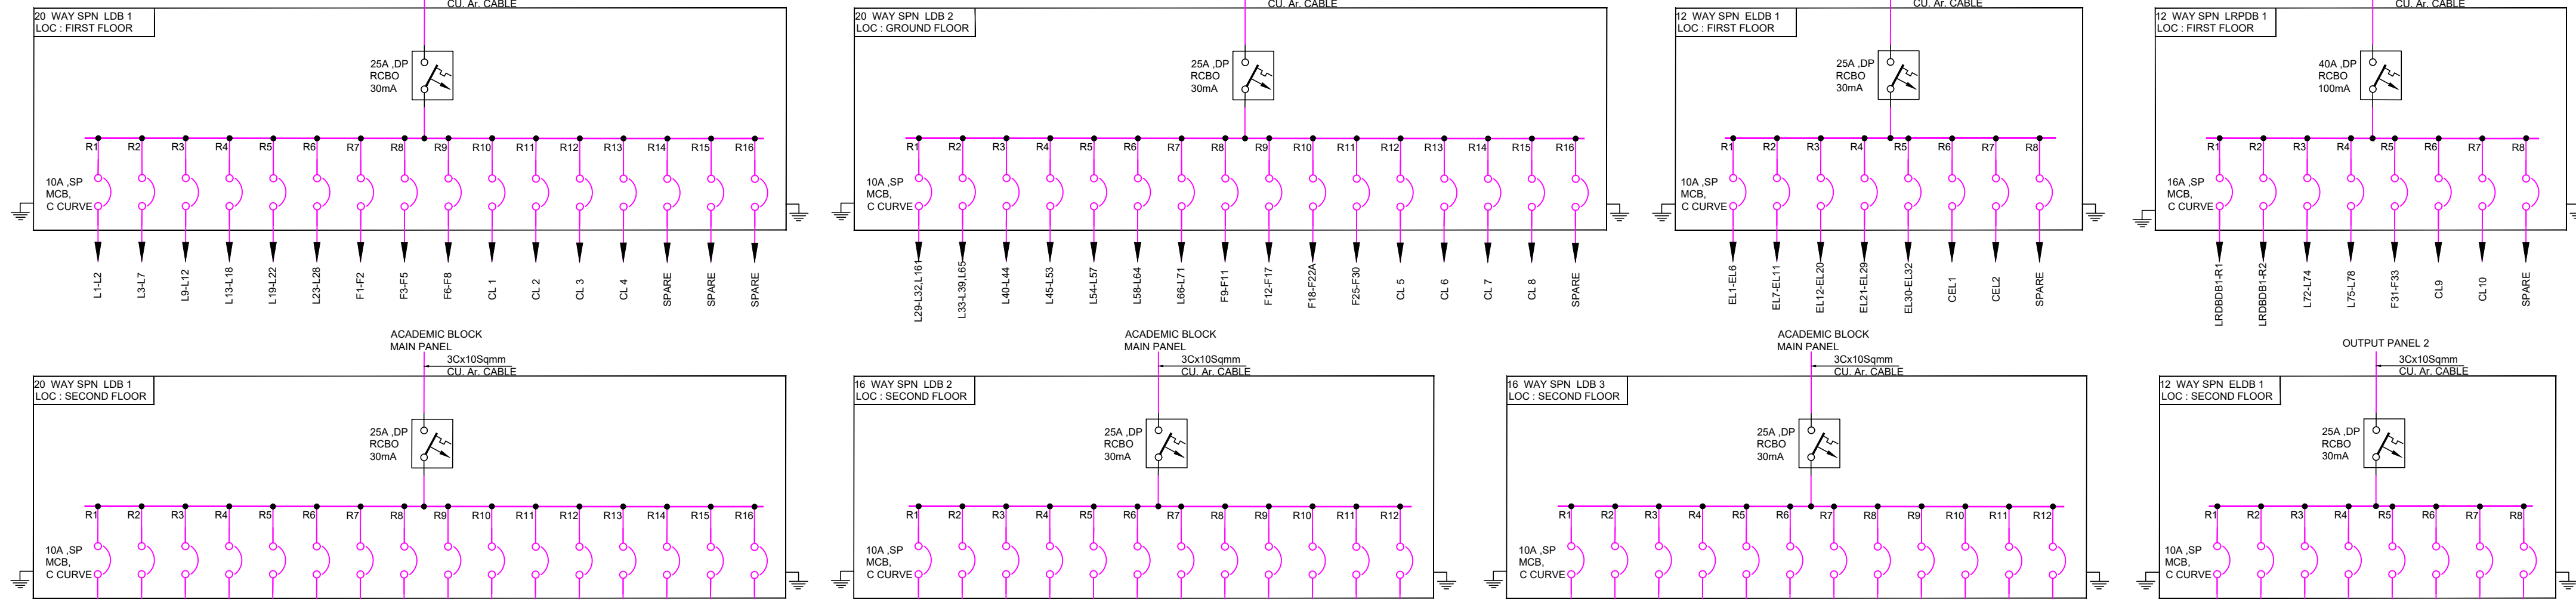 CU. Ar. CABLE
20 WAY SPN LDB 1
LOC : FIRST FLOOR
25A ,DP
RCBO
30mA
R1 R2 R3 R4 R5 R6 R7 R8 R9 R10 R11 R12 R13 R14 R15 R16
10A ,SP
MCB,
C CURVE
L1-L2
L3-L7
L9-L12
L13-L18
L19-L22
L23-L28
F1-F2
F3-F5
F6-F8
CL 1
CL 2
CL 3
CL 4
SPARE
SPARE
SPARE
CU. Ar. CABLE
20 WAY SPN LDB 2
LOC : GROUND FLOOR
25A ,DP
RCBO
30mA
R1 R2 R3 R4 R5 R6 R7 R8 R9 R10 R11 R12 R13 R14 R15 R16
10A ,SP
MCB,
C CURVE
L29-L32,L161
L33-L39,L65
L40-L44
L45-L53
L54-L57
L58-L64
L66-L71
F9-F11
F12-F17
F18-F22A
F25-F30
CL 5
CL 6
CL 7
CL 8
SPARE
CU. Ar. CABLE
12 WAY SPN ELDB 1
LOC : FIRST FLOOR
25A ,DP
RCBO
30mA
R1 R2 R3 R4 R5 R6 R7 R8
10A ,SP
MCB,
C CURVE
EL1-EL6
EL7-EL11
EL12-EL20
EL21-EL29
EL30-EL32
CEL1
CEL2
SPARE
CU. Ar. CABLE
12 WAY SPN LRPDB 1
LOC : FIRST FLOOR
40A ,DP
RCBO
100mA
R1 R2 R3 R4 R5 R6 R7 R8
16A ,SP
MCB,
C CURVE
LRDBDB1-R1
LRDBDB1-R2
L72-L74
L75-L78
F31-F33
CL9
CL10
SPARE
ACADEMIC BLOCK
MAIN PANEL
3Cx10Sqmm
CU. Ar. CABLE
20 WAY SPN LDB 1
LOC : SECOND FLOOR
25A ,DP
RCBO
30mA
R1 R2 R3 R4 R5 R6 R7 R8 R9 R10 R11 R12 R13 R14 R15 R16
10A ,SP
MCB,
C CURVE
ACADEMIC BLOCK
MAIN PANEL
3Cx10Sqmm
CU. Ar. CABLE
16 WAY SPN LDB 2
LOC : SECOND FLOOR
25A ,DP
RCBO
30mA
R1 R2 R3 R4 R5 R6 R7 R8 R9 R10 R11 R12
10A ,SP
MCB,
C CURVE
ACADEMIC BLOCK
MAIN PANEL
3Cx10Sqmm
CU. Ar. CABLE
16 WAY SPN LDB 3
LOC : SECOND FLOOR
25A ,DP
RCBO
30mA
R1 R2 R3 R4 R5 R6 R7 R8 R9 R10 R11 R12
10A ,SP
MCB,
C CURVE
OUTPUT PANEL 2
3Cx10Sqmm
CU. Ar. CABLE
12 WAY SPN ELDB 1
LOC : SECOND FLOOR
25A ,DP
RCBO
30mA
R1 R2 R3 R4 R5 R6 R7 R8
10A ,SP
MCB,
C CURVE